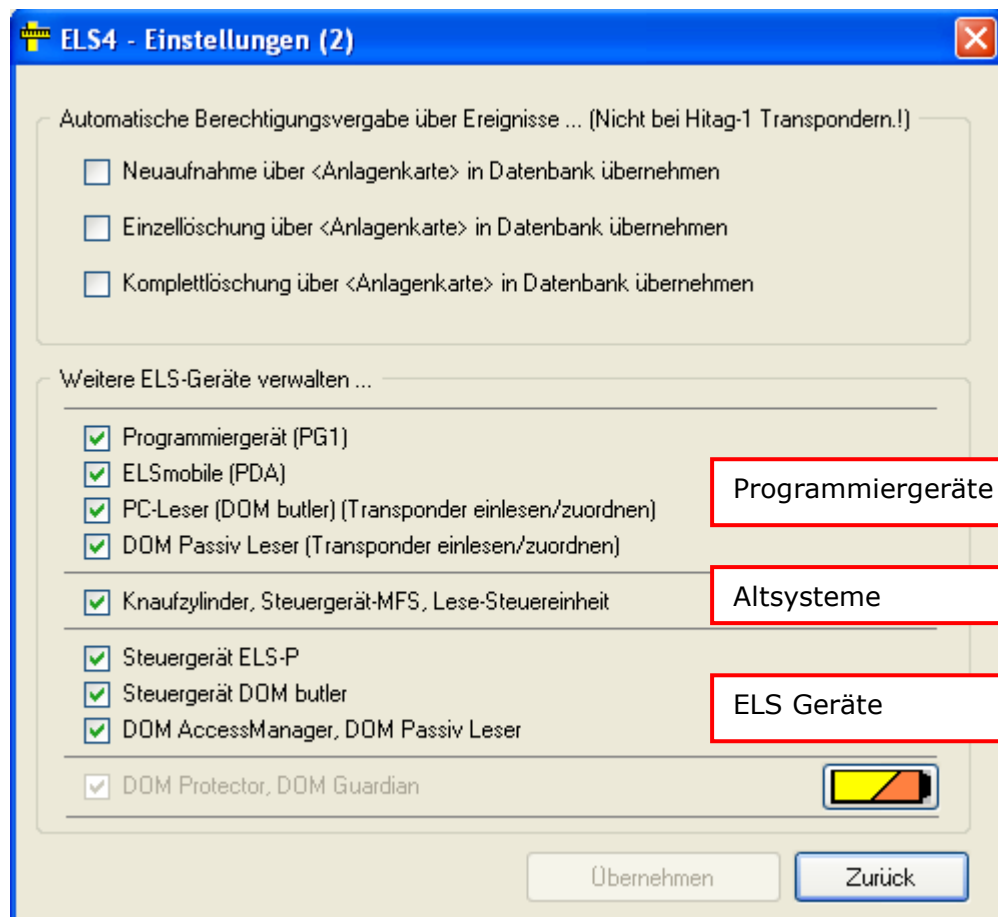 ELS4 - Einstellungen (2)
Automatische Berechtigungsvergabe über Ereignisse ... (Nicht bei Hitag-1 Transpondern.!)
Neuaufnahme über <Anlagenkarte> in Datenbank übernehmen
Einzellöschung über <Anlagenkarte> in Datenbank übernehmen
Komplettlöschung über <Anlagenkarte> in Datenbank übernehmen
Weitere ELS-Geräte verwalten ...
Programmiergerät (PG1)
ELSmobile (PDA)
PC-Leser (DOM butler) (Transponder einlesen/zuordnen)
DOM Passiv Leser (Transponder einlesen/zuordnen)
Programmiergeräte
Knaufzylinder, Steuergerät-MFS, Lese-Steuereinheit
Altsysteme
Steuergerät ELS-P
Steuergerät DOM butler
DOM AccessManager, DOM Passiv Leser
ELS Geräte
DOM Protector, DOM Guardian
Übernehmen
Zurück